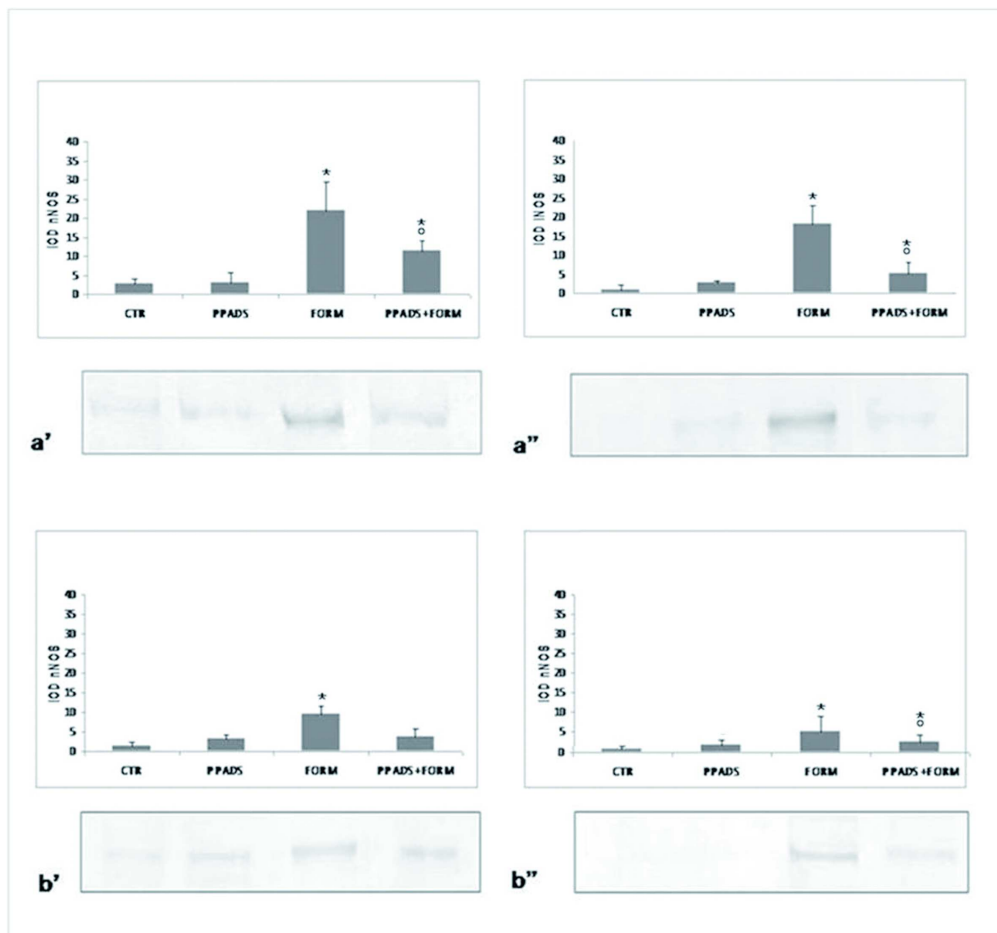 40
35
30
25
20
15
10
5
0
IOD nNOS
*
*
o
CTR PPADS FORM PPADS+FORM
a'
40
35
30
25
20
15
10
5
0
IOD iNOS
*
*
o
CTR PPADS FORM PPADS+FORM
a"
40
35
30
25
20
15
10
5
0
IOD nNOS
*
CTR PPADS FORM PPADS+FORM
b'
40
35
30
25
20
15
10
5
0
IOD nNOS
*
*
o
CTR PPADS FORM PPADS+FORM
b"